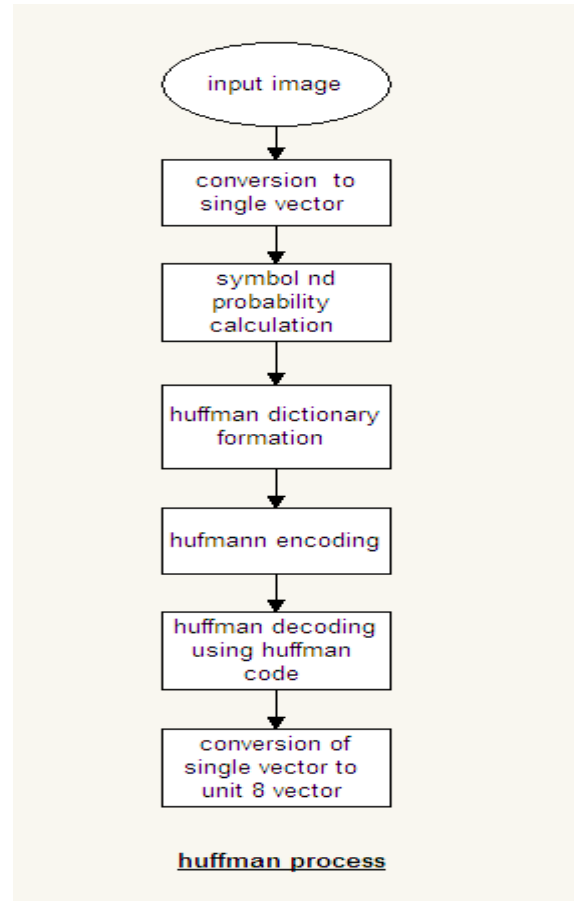 input image
conversion to
single vector
symbol nd
probability
calculation
huffman dictionary
formation
hufmann encoding
huffman decoding
using huffman
code
conversion of
single vector to
unit 8 vector
huffman process